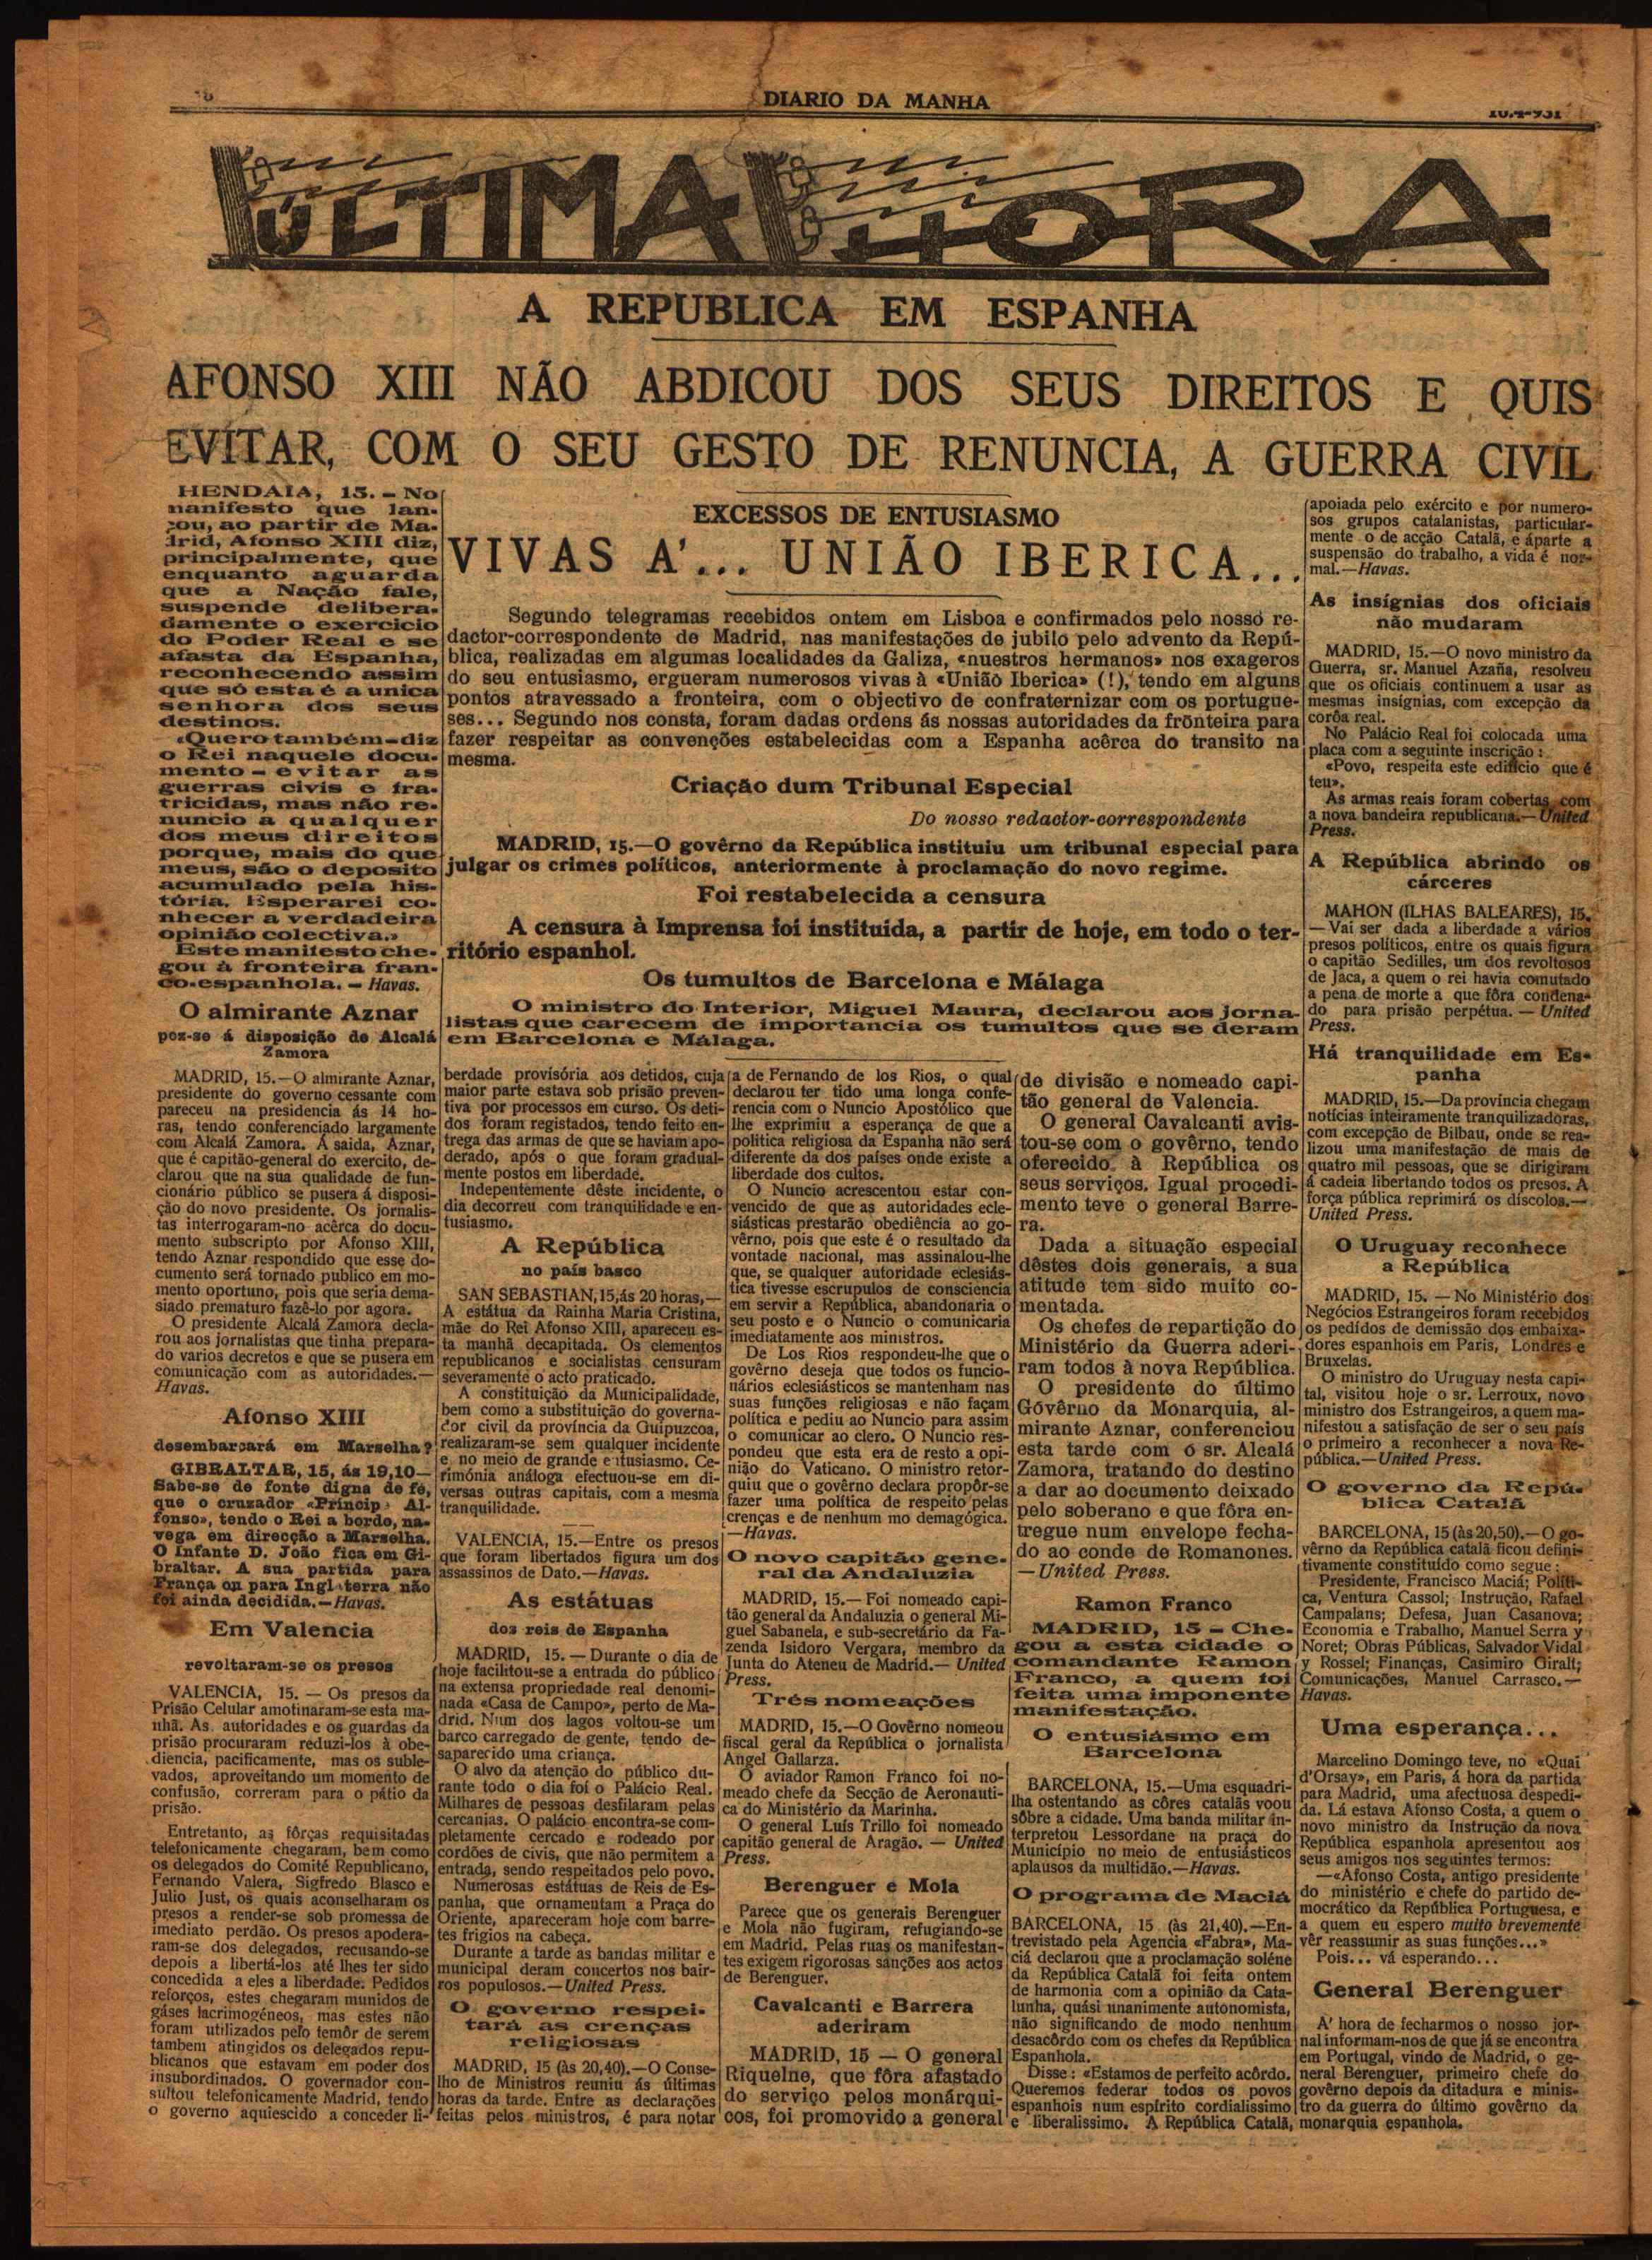 DIARIO DA MANHA
ULTIMA HORA
A REPUBLICA EM ESPANHA
AFONSO XIII NÃO ABDICOU DOS SEUS DIREITOS E QUIS
EVITAR, COM O SEU GESTO DE RENUNCIA, A GUERRA CIVIL
HENDAIA, 15. — No
manifesto que lan-
çou, ao partir de Ma-
drid, Afonso XIII diz,
principalmente, que
enquanto aguarda
que a Nação fale,
suspende delibera-
damente o exercicio
do Poder Real e se
afasta da Espanha,
reconhecendo assim
que só esta é a unica
senhora dos seus
destinos.
«Quero também—diz
o Rei naquele docu-
mento — evitar as
guerras civis e fra-
tricidas, mas não re-
nuncio a qualquer
dos meus direitos
porque, mais do que
meus, são o deposito
acumulado pela his-
tória. Esperarei co-
nhecer a verdadeira
opinião colectiva.»
Este manifesto che-
gou à fronteira fran-
co-espanhola. — Havas.
O almirante Aznar
poz-se á disposição de Alcalá
Zamora
MADRID, 15.—O almirante Aznar,
presidente do governo cessante com
pareceu na presidencia ás 14 ho-
ras, tendo conferenciado largamente
com Alcalá Zamora. Á saida, Aznar,
que é capitão-general do exercito, de-
clarou que na sua qualidade de fun-
cionário público se pusera á disposi-
ção do novo presidente. Os jornalis-
tas interrogaram-no acêrca do docu-
mento subscripto por Afonso XIII,
tendo Aznar respondido que esse do-
cumento será tornado publico em mo-
mento oportuno, pois que seria dema-
siado prematuro fazê-lo por agora.
O presidente Alcalá Zamora decla-
rou aos jornalistas que tinha prepara-
do varios decretos e que se pusera em
comunicação com as autoridades.—
Havas.
Afonso XIII
desembarcará em Marselha?
GIBRALTAR, 15, ás 19,10—
Sabe-se de fonte digna de fé,
que o cruzador «Princip Al-
fonso», tendo o Rei a bordo, na-
vega em direcção a Marselha.
O Infante D. João fica em Gi-
braltar. A sua partida para
França ou para Inglaterra não
foi ainda decidida.—Havas.
Em Valencia
revoltaram-se os presos
VALENCIA, 15. — Os presos da
Prisão Celular amotinaram-se esta ma-
nhã. As autoridades e os guardas da
prisão procuraram reduzi-los à obe-
diencia, pacificamente, mas os suble-
vados, aproveitando um momento de
confusão, correram para o pátio da
prisão.
Entretanto, as fôrças requisitadas
telefonicamente chegaram, bem como
os delegados do Comité Republicano,
Fernando Valera, Sigfredo Blasco e
Julio Just, os quais aconselharam os
presos a render-se sob promessa de
imediato perdão. Os presos apodera-
ram-se dos delegados, recusando-se
depois a libertá-los até lhes ter sido
concedida a eles a liberdade. Pedidos
reforços, estes chegaram munidos de
gáses lacrimogéneos, mas estes não
foram utilizados pelo temôr de serem
tambem atingidos os delegados repu-
blicanos que estavam em poder dos
insubordinados. O governador con-
sultou telefonicamente Madrid, tendo
o governo aquiescido a conceder li-
EXCESSOS DE ENTUSIASMO
VIVAS A'... UNIÃO IBERICA...
Segundo telegramas recebidos ontem em Lisboa e confirmados pelo nosso re-
dactor-correspondente de Madrid, nas manifestações de jubilo pelo advento da Repú-
blica, realizadas em algumas localidades da Galiza, «nuestros hermanos» nos exageros
do seu entusiasmo, ergueram numerosos vivas à «União Iberica» (!), tendo em alguns
pontos atravessado a fronteira, com o objectivo de confraternizar com os portugue-
ses... Segundo nos consta, foram dadas ordens ás nossas autoridades da frônteira para
fazer respeitar as convenções estabelecidas com a Espanha acêrca do transito na
mesma.
Criação dum Tribunal Especial
Do nosso redactor-correspondente
MADRID, 15.—O govêrno da República instituiu um tribunal especial para
julgar os crimes políticos, anteriormente à proclamação do novo regime.
Foi restabelecida a censura
A censura à Imprensa foi instituida, a partir de hoje, em todo o ter-
ritório espanhol.
Os tumultos de Barcelona e Málaga
O ministro do Interior, Miguel Maura, declarou aos jorna-
listas que carecem de importancia os tumultos que se deram
em Barcelona e Málaga.
berdade provisória aos detidos, cuja
maior parte estava sob prisão preven-
tiva por processos em curso. Os deti-
dos foram registados, tendo feito en-
trega das armas de que se haviam apo-
derado, após o que foram gradual-
mente postos em liberdade.
Indepentemente dêste incidente, o
dia decorreu com tranquilidade e en-
tusiasmo.
A República
no país basco
SAN SEBASTIAN, 15, ás 20 horas,—
A estátua da Rainha Maria Cristina,
mãe do Rei Afonso XIII, apareceu es-
ta manhã decapitada. Os elementos
republicanos e socialistas censuram
severamente o acto praticado.
A constituição da Municipalidade,
bem como a substituição do governa-
dor civil da província da Guipuzcoa,
realizaram-se sem qualquer incidente
e no meio de grande entusiasmo. Ce-
rimónia análoga efectuou-se em di-
versas outras capitais, com a mesma
tranquilidade.
VALENCIA, 15.—Entre os presos
que foram libertados figura um dos
assassinos de Dato.—Havas.
As estátuas
dos reis de Espanha
MADRID, 15. — Durante o dia de
hoje facilitou-se a entrada do público
na extensa propriedade real denomi-
nada «Casa de Campo», perto de Ma-
drid. Num dos lagos voltou-se um
barco carregado de gente, tendo de-
saparecido uma criança.
O alvo da atenção do público du-
rante todo o dia foi o Palácio Real.
Milhares de pessoas desfilaram pelas
cercanias. O palácio encontra-se com-
pletamente cercado e rodeado por
cordões de civis, que não permitem a
entrada, sendo respeitados pelo povo.
Numerosas estátuas de Reis de Es-
panha, que ornamentam a Praça do
Oriente, apareceram hoje com barre-
tes frigios na cabeça.
Durante a tarde as bandas militar e
municipal deram concertos nos bair-
ros populosos.—United Press.
O governo respei-
tará as crenças
religiosas
MADRID, 15 (às 20,40).—O Conse-
lho de Ministros reuniu ás últimas
horas da tarde. Entre as declarações
feitas pelos ministros, é para notar
a de Fernando de los Rios, o qual
declarou ter tido uma longa confe-
rencia com o Nuncio Apostólico que
lhe exprimiu a esperança de que a
politica religiosa da Espanha não será
diferente da dos países onde existe a
liberdade dos cultos.
O Nuncio acrescentou estar con-
vencido de que as autoridades ecle-
siásticas prestarão obediência ao go-
vêrno, pois que este é o resultado da
vontade nacional, mas assinalou-lhe
que, se qualquer autoridade eclesiás-
tica tivesse escrupulos de consciencia
em servir a República, abandonaria o
seu posto e o Nuncio o comunicaria
imediatamente aos ministros.
De Los Rios respondeu-lhe que o
govêrno deseja que todos os funcio-
nários eclesiásticos se mantenham nas
suas funções religiosas e não façam
política e pediu ao Nuncio para assim
o comunicar ao clero. O Nuncio res-
pondeu que esta era de resto a opi-
nião do Vaticano. O ministro retor-
quiu que o govêrno declara propôr-se
fazer uma política de respeito pelas
crenças e de nenhum mo demagógica.
—Havas.
O novo capitão gene-
ral da Andaluzia
MADRID, 15.— Foi nomeado capi-
tão general da Andaluzia o general Mi-
guel Sabanela, e sub-secretário da Fa-
zenda Isidoro Vergara, membro da
Junta do Ateneu de Madrid.— United
Press.
Três nomeações
MADRID, 15.—O Govêrno nomeou
fiscal geral da República o jornalista
Angel Gallarza.
O aviador Ramon Franco foi no-
meado chefe da Secção de Aeronauti-
ca do Ministério da Marinha.
O general Luís Trillo foi nomeado
capitão general de Aragão. — United
Press.
Berenguer e Mola
Parece que os generais Berenguer
e Mola não fugiram, refugiando-se
em Madrid. Pelas ruas os manifestan-
tes exigem rigorosas sanções aos actos
de Berenguer.
Cavalcanti e Barrera
aderiram
MADRID, 15 — O general
Riquelne, que fôra afastado
do serviço pelos monárqui-
cos, foi promovido a general
de divisão e nomeado capi-
tão general de Valencia.
O general Cavalcanti avis-
tou-se com o govêrno, tendo
oferecido à República os
seus serviços. Igual procedi-
mento teve o general Barre-
ra.
Dada a situação especial
dêstes dois generais, a sua
atitude tem sido muito co-
mentada.
Os chefes de repartição do
Ministério da Guerra aderi-
ram todos à nova República.
O presidente do último
Govêrno da Monarquia, al-
mirante Aznar, conferenciou
esta tarde com o sr. Alcalá
Zamora, tratando do destino
a dar ao documento deixado
pelo soberano e que fôra en-
tregue num envelope fecha-
do ao conde de Romanones.
—United Press.
Ramon Franco
MADRID, 15 — Che-
gou a esta cidade o
comandante Ramon
Franco, a quem foi
feita uma imponente
manifestação.
O entusiásmo em
Barcelona
BARCELONA, 15.—Uma esquadri-
lha ostentando as côres catalãs voou
sôbre a cidade. Uma banda militar in-
terpretou Lessordane na praça do
Município no meio de entusiásticos
aplausos da multidão.—Havas.
O programa de Maciá
BARCELONA, 15 (às 21,40).—En-
trevistado pela Agencia «Fabra», Ma-
ciá declarou que a proclamação soléne
da República Catalã foi feita ontem
de harmonia com a opinião da Cata-
lunha, quási unanimente autonomista,
não significando de modo nenhum
desacôrdo com os chefes da República
Espanhola.
Disse: «Estamos de perfeito acôrdo.
Queremos federar todos os povos
espanhois num espírito cordialissimo
e liberalissimo. A República Catalã,
apoiada pelo exército e por numero-
sos grupos catalanistas, particular-
mente o de acção Catalã, e áparte a
suspensão do trabalho, a vida é nor-
mal.—Havas.
As insígnias dos oficiais
não mudaram
MADRID, 15.—O novo ministro da
Guerra, sr. Manuel Azaña, resolveu
que os oficiais continuem a usar as
mesmas insígnias, com excepção da
corôa real.
No Palácio Real foi colocada uma
placa com a seguinte inscrição:
«Povo, respeita este edifício que é
teu».
As armas reais foram cobertas com
a nova bandeira republicana.— United
Press.
A República abrindo os
cárceres
MAHON (ILHAS BALEARES), 15.
—Vai ser dada a liberdade a vários
presos políticos, entre os quais figura
o capitão Sedilles, um dos revoltosos
de Jaca, a quem o rei havia comutado
a pena de morte a que fôra condena-
do para prisão perpétua. — United
Press.
Há tranquilidade em Es-
panha
MADRID, 15.—Da província chegam
notícias inteiramente tranquilizadoras,
com excepção de Bilbau, onde se rea-
lizou uma manifestação de mais de
quatro mil pessoas, que se dirigiram
á cadeia libertando todos os presos. A
força pública reprimirá os díscolos.—
United Press.
O Uruguay reconhece
a República
MADRID, 15. — No Ministério dos
Negócios Estrangeiros foram recebidos
os pedídos de demissão dos embaixa-
dores espanhois em Paris, Londres e
Bruxelas.
O ministro do Uruguay nesta capi-
tal, visitou hoje o sr. Lerroux, novo
ministro dos Estrangeiros, a quem ma-
nifestou a satisfação de ser o seu país
o primeiro a reconhecer a nova Re-
pública.—United Press.
O governo da Repú-
blica Catalã
BARCELONA, 15 (às 20,50).—O go-
vêrno da República catalã ficou defini-
tivamente constituído como segue:
Presidente, Francisco Maciá; Políti-
ca, Ventura Cassol; Instrução, Rafael
Campalans; Defesa, Juan Casanova;
Economia e Trabalho, Manuel Serra y
Noret; Obras Públicas, Salvador Vidal
y Rossel; Finanças, Casimiro Giralt;
Comunicações, Manuel Carrasco.—
Havas.
Uma esperança...
Marcelino Domingo teve, no «Quai
d'Orsay», em Paris, á hora da partida
para Madrid, uma afectuosa despedi-
da. Lá estava Afonso Costa, a quem o
novo ministro da Instrução da nova
República espanhola apresentou aos
seus amigos nos seguintes termos:
—«Afonso Costa, antigo presidente
do ministério e chefe do partido de-
mocrático da República Portuguesa, e
a quem eu espero muito brevemente
vêr reassumir as suas funções...»
Pois... vá esperando...
General Berenguer
A' hora de fecharmos o nosso jor-
nal informam-nos de que já se encontra
em Portugal, vindo de Madrid, o ge-
neral Berenguer, primeiro chefe do
govêrno depois da ditadura e minis-
tro da guerra do último govêrno da
monarquia espanhola.